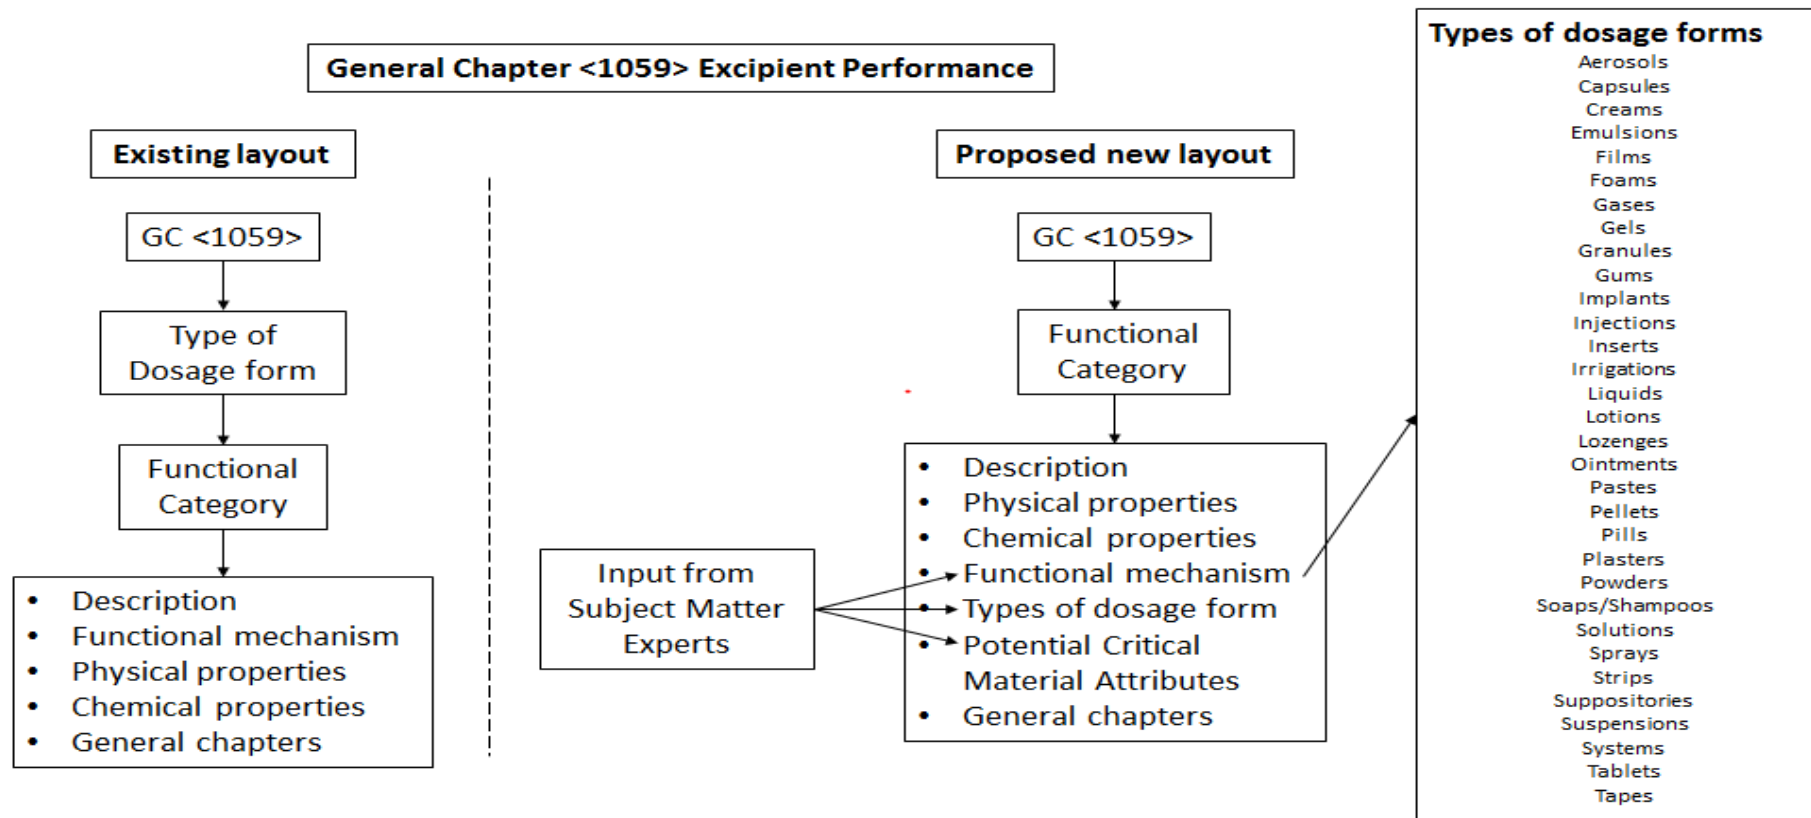 General Chapter <1059> Excipient Performance
Existing layout
GC <1059>
Type of
Dosage form
Functional
Category
• Description
• Functional mechanism
• Physical properties
• Chemical properties
• General chapters
Proposed new layout
GC <1059>
Functional
Category
Input from
Subject Matter
Experts
• Description
• Physical properties
• Chemical properties
• Functional mechanism
• Types of dosage form
• Potential Critical
Material Attributes
• General chapters
Types of dosage forms
Aerosols
Capsules
Creams
Emulsions
Films
Foams
Gases
Gels
Granules
Gums
Implants
Injections
Inserts
Irrigations
Liquids
Lotions
Lozenges
Ointments
Pastes
Pellets
Pills
Plasters
Powders
Soaps/Shampoos
Solutions
Sprays
Strips
Suppositories
Suspensions
Systems
Tablets
Tapes